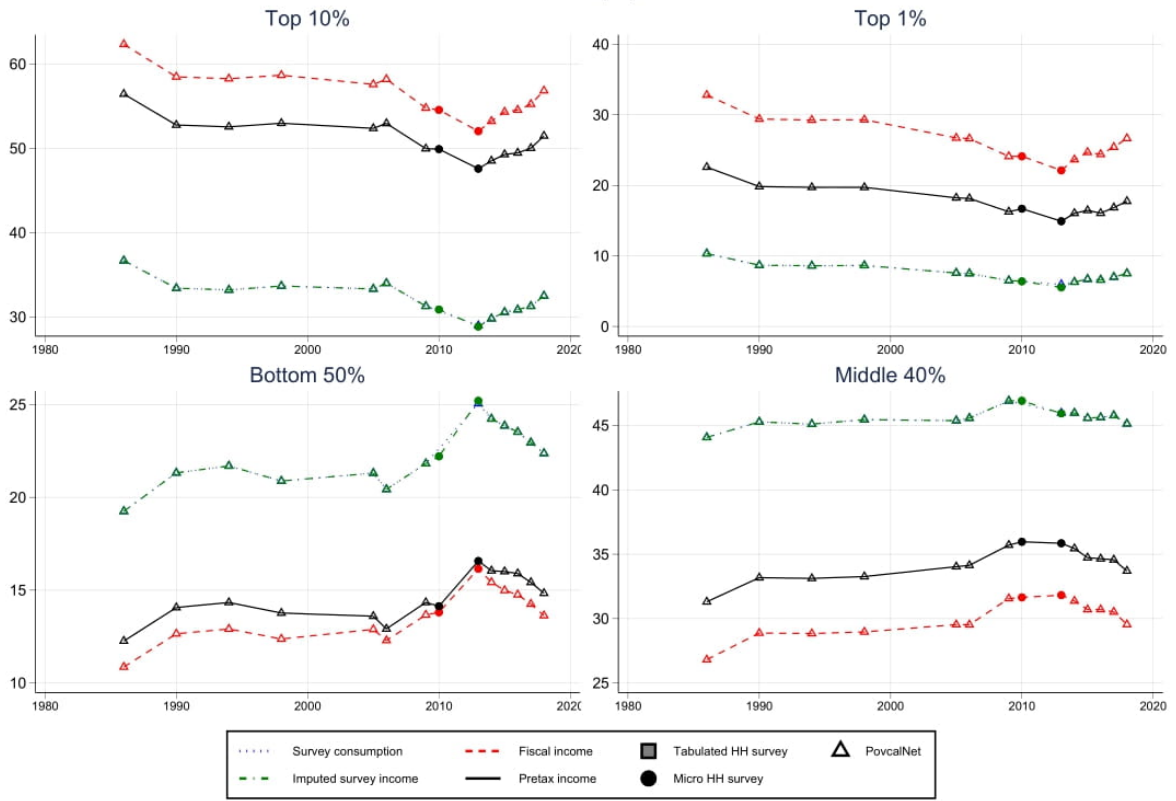 Top 10%
60
50
40
30
1980 1990 2000 2010 2020
Top 1%
40
30
20
10
0
1980 1990 2000 2010 2020
Bottom 50%
25
20
15
10
1980 1990 2000 2010 2020
Middle 40%
45
40
35
30
25
1980 1990 2000 2010 2020
Survey consumption Fiscal income Tabulated HH survey PovcalNet
Imputed survey income Pretax income Micro HH survey